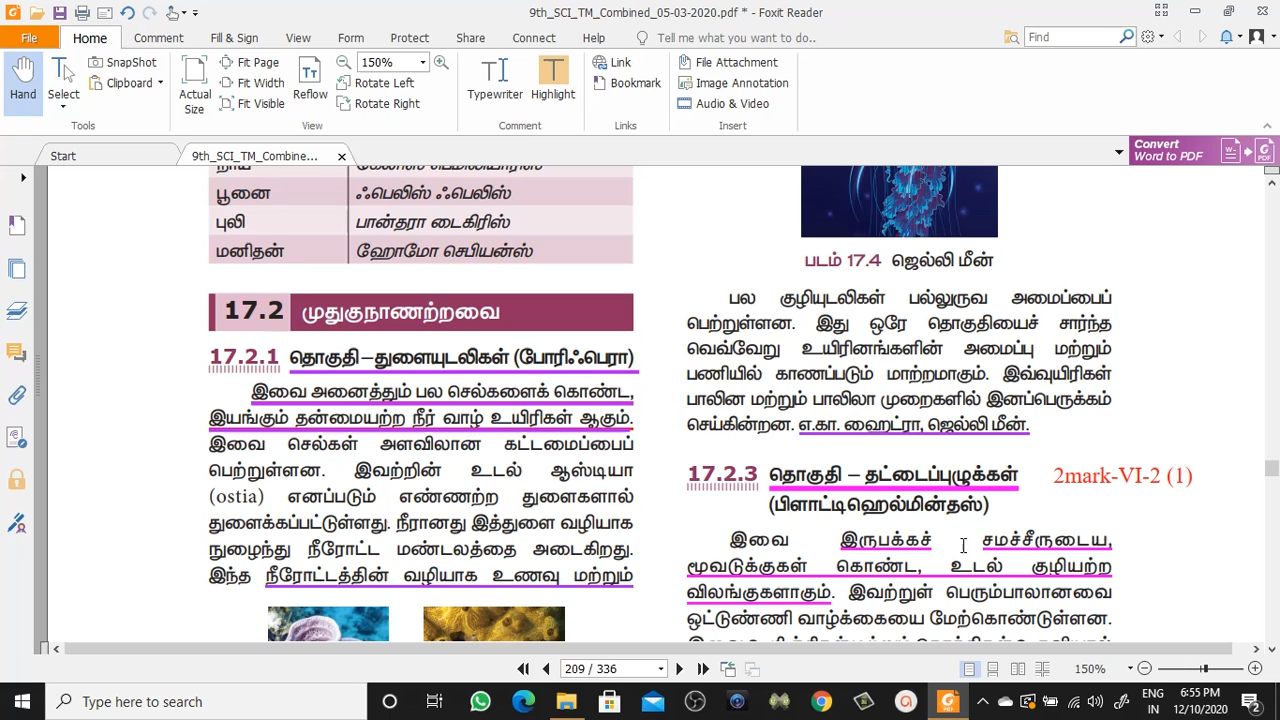 9th_SCI_TM_Combined_05-03-2020.pdf * - Foxit Reader
File Home Comment Fill & Sign View Form Protect Share Connect Help Tell me what you want to do.. Find
Hand Select SnapShot Clipboard Actual Size Fit Page Fit Width Fit Visible Reflow 150% Rotate Left Rotate Right Typewriter Highlight Link Bookmark File Attachment Image Annotation Audio & Video
Tools View Comment Links Insert
Start 9th_SCI_TM_Combine... Convert Word to PDF
பூனை ஃபெலிஸ் ஃபெலிஸ்
புலி பான்தரா டைகிரிஸ்
மனிதன் ஹோமோ செபியன்ஸ்
17.2 முதுகுநாணற்றவை
17.2.1 தொகுதி – துளையுடலிகள் (போரிஃபெரா)
இவை அனைத்தும் பல செல்களைக் கொண்ட,
இயங்கும் தன்மையற்ற நீர் வாழ் உயிரிகள் ஆகும்.
இவை செல்கள் அளவிலான கட்டமைப்பைப்
பெற்றுள்ளன. இவற்றின் உடல் ஆஸ்டியா
(ostia) எனப்படும் எண்ணற்ற துளைகளால்
துளைக்கப்பட்டுள்ளது. நீரானது இத்துளை வழியாக
நுழைந்து நீரோட்ட மண்டலத்தை அடைகிறது.
இந்த நீரோட்டத்தின் வழியாக உணவு மற்றும்
படம் 17.4 ஜெல்லி மீன்
பல குழியுடலிகள் பல்லுருவ அமைப்பைப்
பெற்றுள்ளன. இது ஒரே தொகுதியைச் சார்ந்த
வெவ்வேறு உயிரினங்களின் அமைப்பு மற்றும்
பணியில் காணப்படும் மாற்றமாகும். இவ்வுயிரிகள்
பாலின மற்றும் பாலிலா முறைகளில் இனப்பெருக்கம்
செய்கின்றன. எ.கா. ஹைட்ரா, ஜெல்லி மீன்.
17.2.3 தொகுதி – தட்டைப்புழுக்கள் 2mark-VI-2 (1)
(பிளாட்டிஹெல்மின்தஸ்)
இவை இருபக்கச் சமச்சீருடைய,
மூவடுக்குகள் கொண்ட, உடல் குழியற்ற
விலங்குகளாகும். இவற்றுள் பெரும்பாலானவை
ஒட்டுண்ணி வாழ்க்கையை மேற்கொண்டுள்ளன.
209 / 336 150%
Type here to search ENG IN 6:55 PM 12/10/2020 2